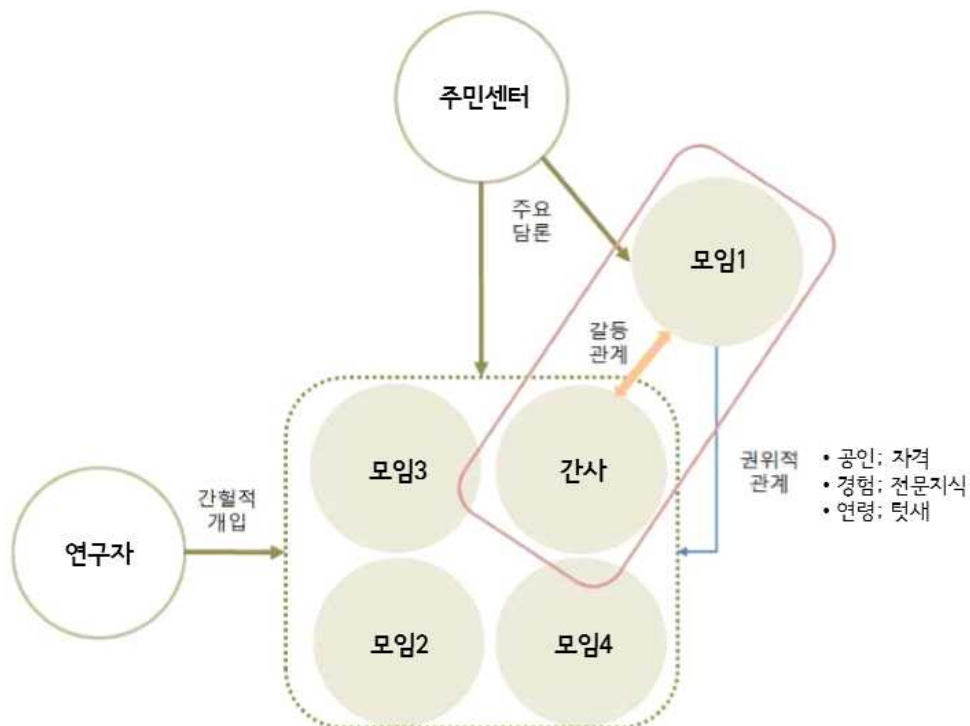 주민센터
주요
담론
모임1
갈등
관계
모임3
간사
권위적
관계
• 공인; 자격
• 경험; 전문지식
• 연령; 텃새
간헐적
개입
연구자
모임2
모임4